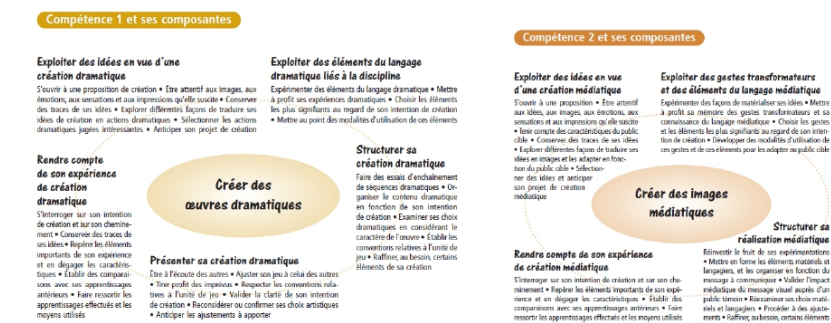 Compétence 1 et ses composantes
Exploiter des idées en vue d'une
création dramatique
S'ouvrir à une proposition de création • Être attentif aux images, aux
émotions, aux sensations et aux impressions qu'elle suscite • Conserver
des traces de ses idées • Explorer différentes façons de traduire ses
idées de création en actions dramatiques • Sélectionner les actions
dramatiques jugées intéressantes • Anticiper son projet de création
Exploiter des éléments du langage
dramatique liés à la discipline
Expérimenter des éléments du langage dramatique • Mettre
à profit ses expériences dramatiques • Choisir les éléments
les plus signifiants au regard de son intention de création
• Mettre au point des modalités d'utilisation de ces éléments
Rendre compte
de son expérience
de création
dramatique
S'interroger sur son intention
de création et sur son chemine-
ment • Conserver des traces de
ses idées • Repérer les éléments
importants de son expérience
et en dégager les caractéris-
tiques • Établir des comparai-
sons avec ses apprentissages
antérieurs • Faire ressortir les
apprentissages effectués et les
moyens utilisés
Créer des
œuvres dramatiques
Structurer sa
création dramatique
Faire des essais d'enchaînement
de séquences dramatiques • Or-
ganiser le contenu dramatique
en fonction de son intention
de création • Examiner ses choix
dramatiques en considérant le
caractère de l'œuvre • Établir les
conventions relatives à l'unité de
jeu • Raffiner, au besoin, certains
éléments de sa création
Présenter sa création dramatique
Être à l'écoute des autres • Ajuster son jeu à celui des autres
• Tirer profit des imprévus • Respecter les conventions rela-
tives à l'unité de jeu • Valider la clarté de son intention
de création • Reconsidérer ou confirmer ses choix artistiques
• Anticiper les ajustements à apporter
Compétence 2 et ses composantes
Exploiter des idées en vue
d'une création médiatique
S'ouvrir à une proposition • Être attentif
aux idées, aux images, aux émotions, aux
sensations et aux impressions qu'elle suscite
• Tenir compte des caractéristiques du public
cible • Conserver des traces de ses idées
• Explorer différentes façons de traduire ses
idées en images et les adapter en fonc-
tion du public cible • Sélection-
ner des idées et anticiper
son projet de création
médiatique
Exploiter des gestes transformateurs
et des éléments du langage médiatique
Expérimenter des façons de matérialiser ses idées • Mettre
à profit sa mémoire des gestes transformateurs et sa
connaissance du langage médiatique • Choisir les gestes
et les éléments les plus signifiants au regard de son inten-
tion de création • Développer des modalités d'utilisation de
ces gestes et de ces éléments pour les adapter au public cible
Créer des images
médiatiques
Structurer sa
réalisation médiatique
Réinvestir le fruit de ses expérimentations
• Mettre en forme les éléments matériels et
langagiers, et les organiser en fonction du
message à communiquer • Valider l'impact
médiatique du message visuel auprès d'un
public témoin • Réexaminer ses choix maté-
riels et langagiers • Procéder à des ajuste-
ments • Raffiner, au besoin, certains éléments
Rendre compte de son expérience
de création médiatique
S'interroger sur son intention de création et sur son che-
minement • Repérer les éléments importants de son expé-
rience et en dégager les caractéristiques • Établir des
comparaisons avec ses apprentissages antérieurs • Faire
ressortir les apprentissages effectués et les moyens utilisés